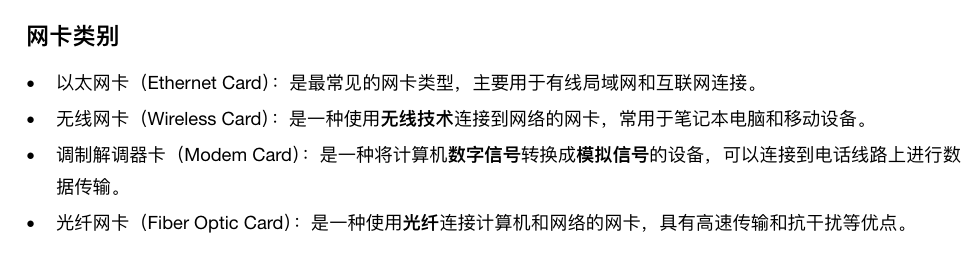 网卡类别
• 以太网卡（Ethernet Card）：是最常见的网卡类型，主要用于有线局域网和互联网连接。
• 无线网卡（Wireless Card）：是一种使用无线技术连接到网络的网卡，常用于笔记本电脑和移动设备。
• 调制解调器卡（Modem Card）：是一种将计算机数字信号转换成模拟信号的设备，可以连接到电话线路上进行数
据传输。
• 光纤网卡（Fiber Optic Card）：是一种使用光纤连接计算机和网络的网卡，具有高速传输和抗干扰等优点。